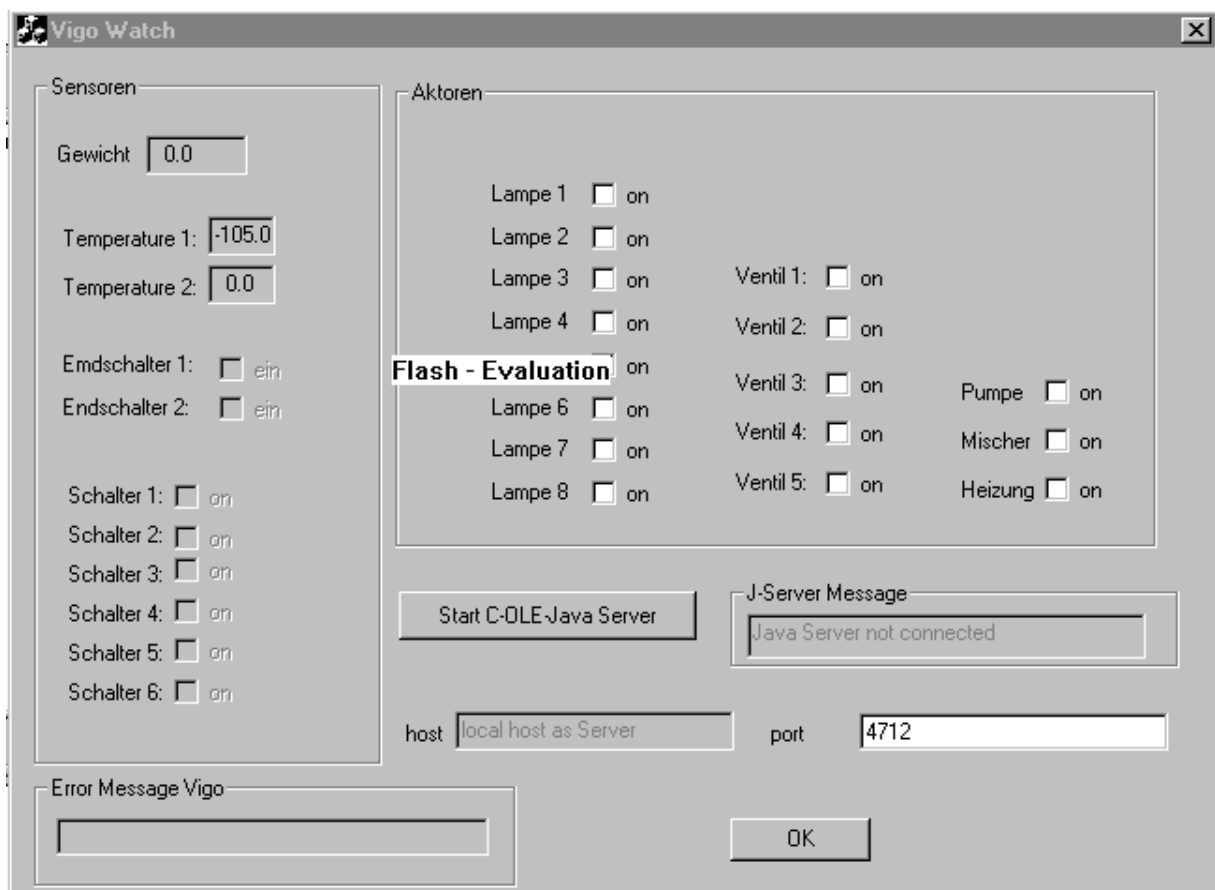 Vigo Watch
Sensoren
Gewicht 0.0
Temperature 1: -105.0
Temperature 2: 0.0
Emdschalter 1: ein
Endschalter 2: ein
Schalter 1: on
Schalter 2: on
Schalter 3: on
Schalter 4: on
Schalter 5: on
Schalter 6: on
Aktoren
Lampe 1 on
Lampe 2 on
Lampe 3 on
Lampe 4 on
Flash - Evaluation on
Lampe 6 on
Lampe 7 on
Lampe 8 on
Ventil 1: on
Ventil 2: on
Ventil 3: on
Ventil 4: on
Ventil 5: on
Pumpe on
Mischer on
Heizung on
Start C-OLE-Java Server
J-Server Message
Java Server not connected
host local host as Server
port 4712
Error Message Vigo
OK